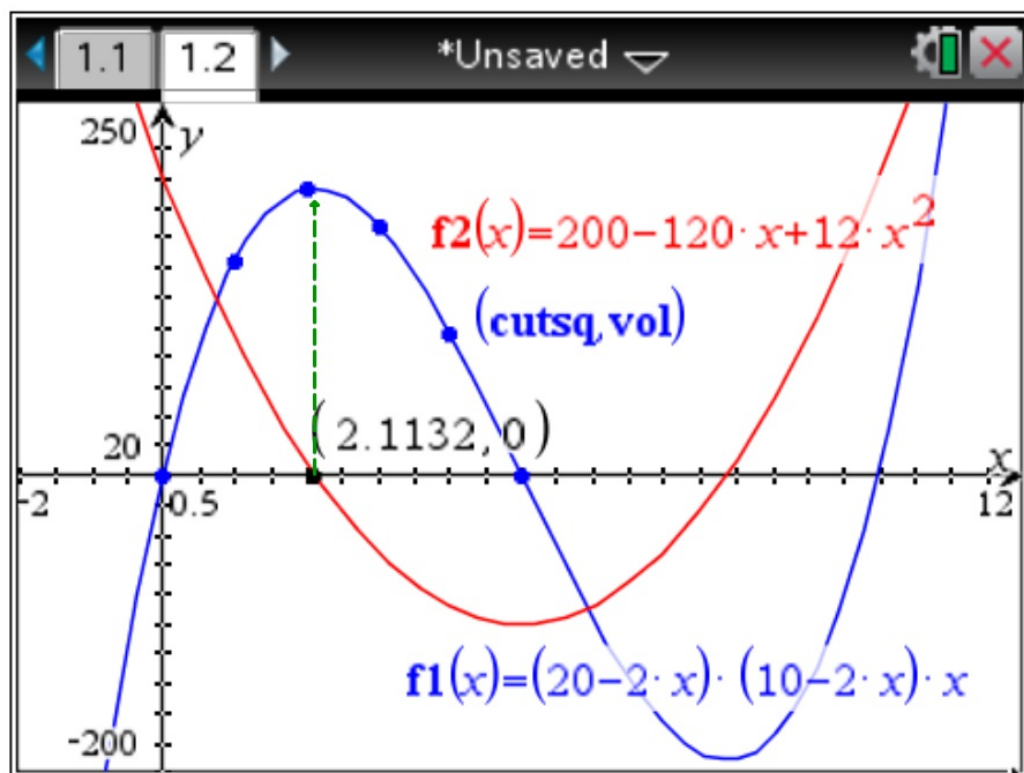 1.1 1.2 *Unsaved
250 y
f2(x)=200-120·x+12·x²
(cutsq,vol)
(2.1132,0)
20
x
-2 0.5 12
f1(x)=(20-2·x)·(10-2·x)·x
-200